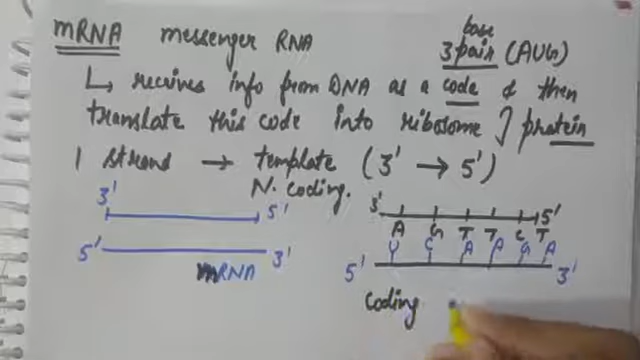 mRNA messenger RNA
base
3 pair (AUG)
↳ receives info from DNA as a code & then
translate this code into ribosome } protein
1 strand → template (3' → 5')
N. coding.
3' 5'
5' 3'
mRNA
3' 5'
A G T T C T
U C A A G A
5' 3'
Coding